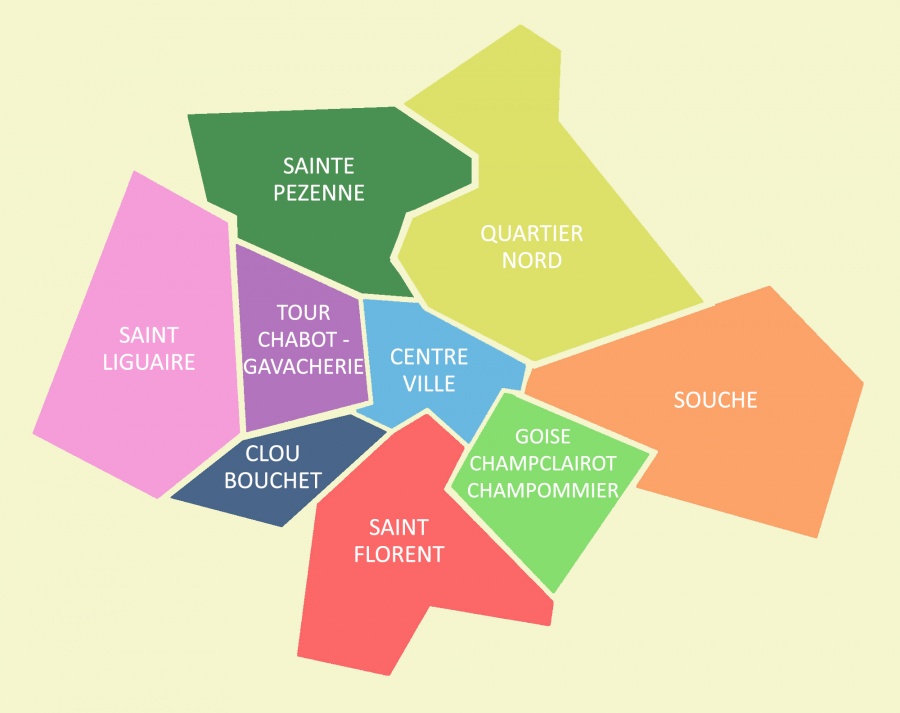 SAINTE
PEZENNE
QUARTIER
NORD
SAINT
LIGUAIRE
TOUR
CHABOT -
GAVACHERIE
CENTRE
VILLE
SOUCHE
GOISE
CHAMPCLAIROT
CHAMPOMMIER
CLOU
BOUCHET
SAINT
FLORENT